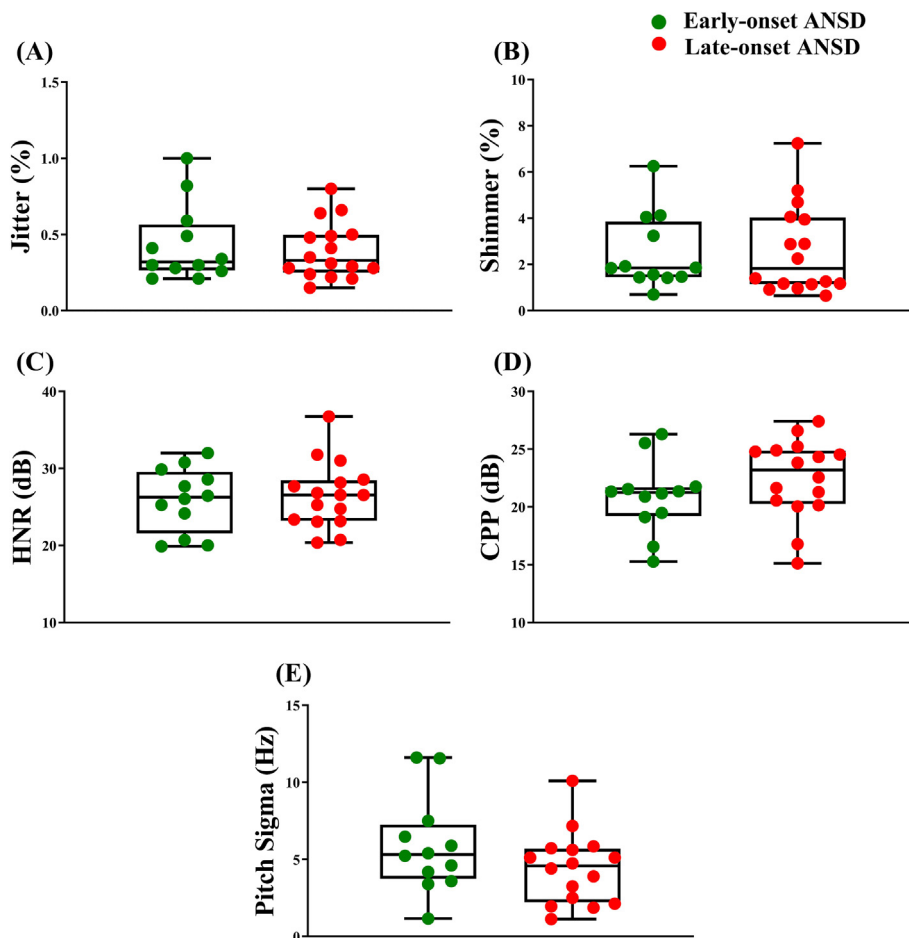 Early-onset ANSD
Late-onset ANSD
(A)
Jitter (%)
1.5
1.0
0.5
0.0
(B)
Shimmer (%)
10
8
6
4
2
0
(C)
HNR (dB)
40
30
20
10
(D)
CPP (dB)
30
25
20
15
10
(E)
Pitch Sigma (Hz)
15
10
5
0